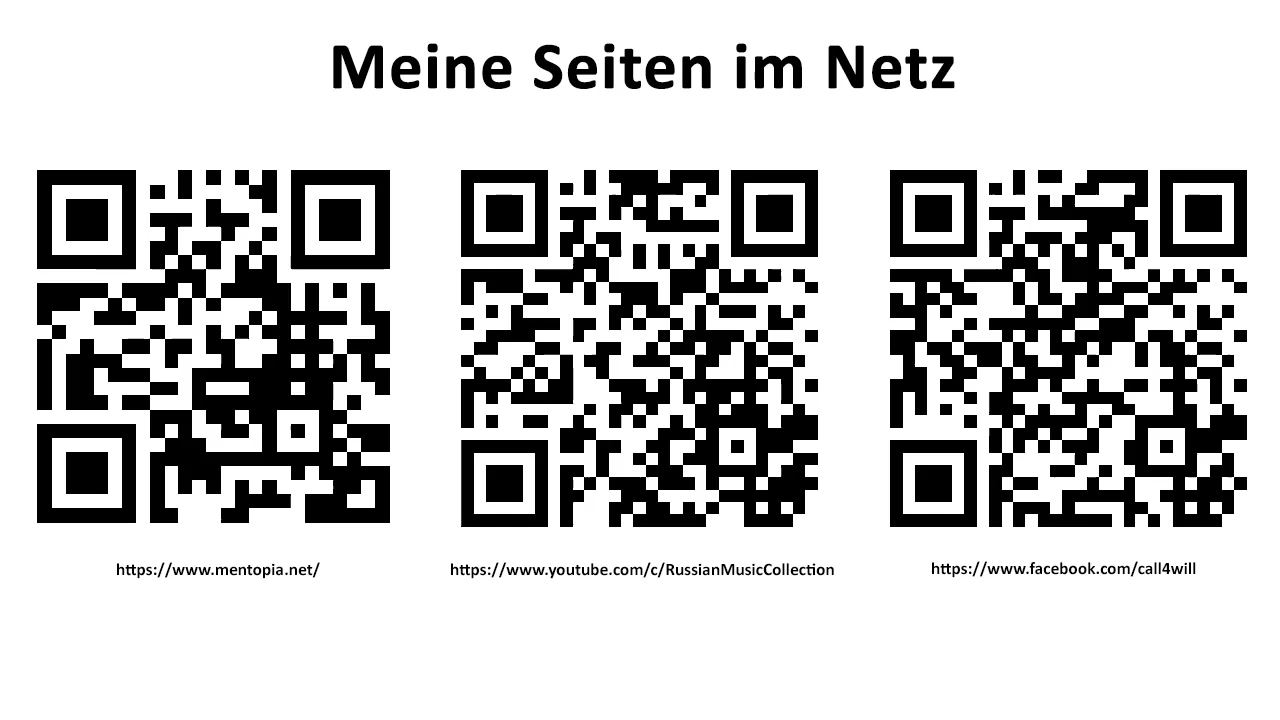 Meine Seiten im Netz
https://www.mentopia.net/
https://www.youtube.com/c/RussianMusicCollection
https://www.facebook.com/call4will